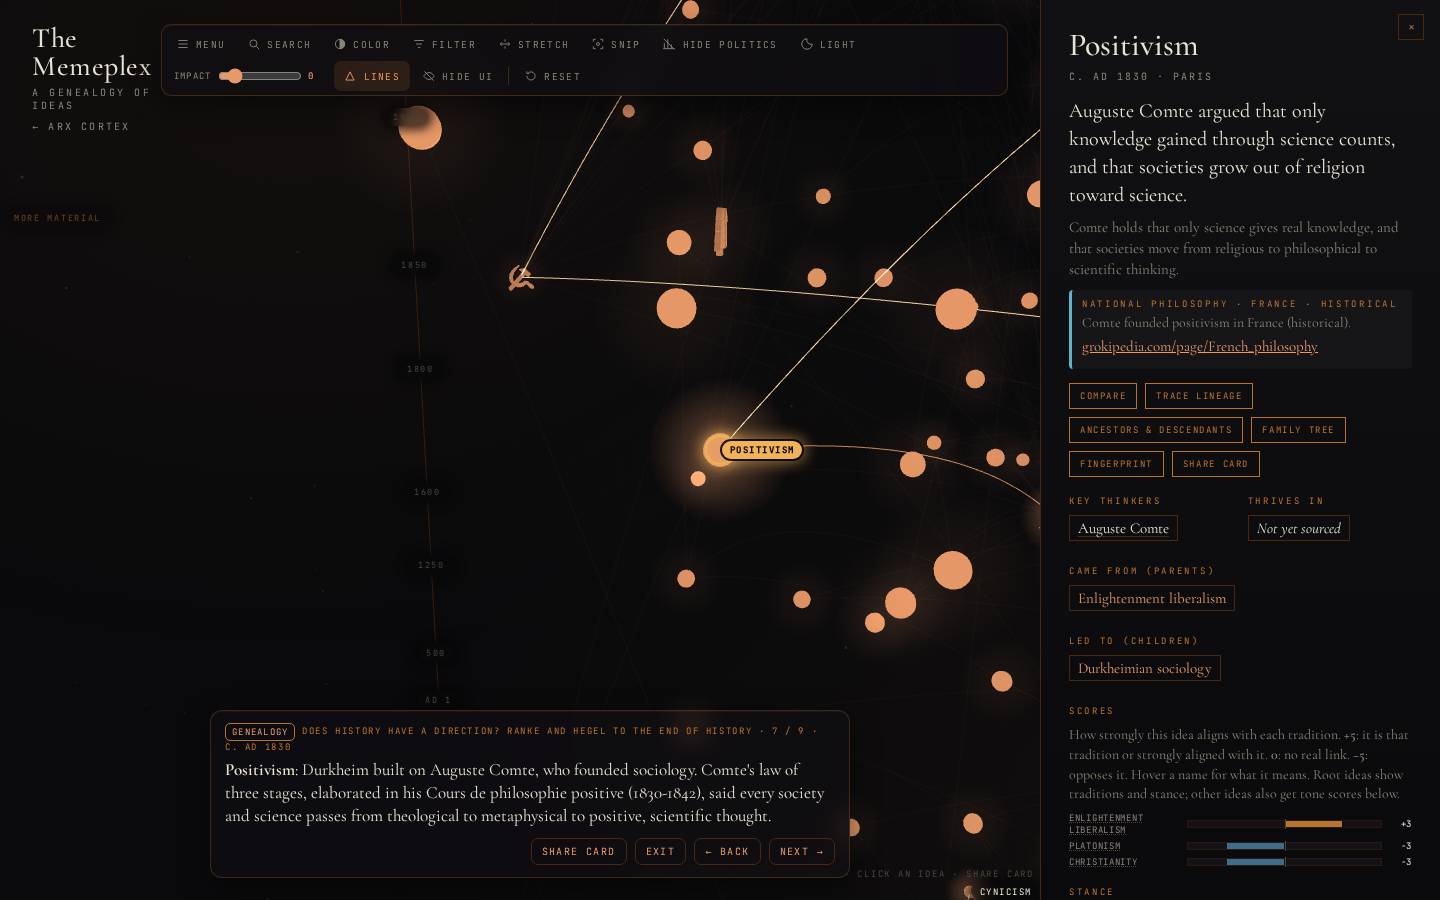 The
Memeplex
A GENEALOGY OF
IDEAS
← ARX CORTEX
MENU
SEARCH
COLOR
FILTER
STRETCH
SNIP
HIDE POLITICS
LIGHT
IMPACT
0
LINES
HIDE UI
RESET
MORE MATERIAL
1850
1800
1600
1250
500
AD 1
POSITIVISM
GENEALOGY DOES HISTORY HAVE A DIRECTION? RANKE AND HEGEL TO THE END OF HISTORY · 7 / 9 ·
C. AD 1830
Positivism: Durkheim built on Auguste Comte, who founded sociology. Comte's law of
three stages, elaborated in his Cours de philosophie positive (1830-1842), said every society
and science passes from theological to metaphysical to positive, scientific thought.
SHARE CARD
EXIT
← BACK
NEXT →
CLICK AN IDEA · SHARE CARD
CYNICISM
×
Positivism
C. AD 1830 · PARIS
Auguste Comte argued that only
knowledge gained through science counts,
and that societies grow out of religion
toward science.
Comte holds that only science gives real knowledge, and
that societies move from religious to philosophical to
scientific thinking.
NATIONAL PHILOSOPHY · FRANCE · HISTORICAL
Comte founded positivism in France (historical).
grokipedia.com/page/French_philosophy
COMPARE
TRACE LINEAGE
ANCESTORS & DESCENDANTS
FAMILY TREE
FINGERPRINT
SHARE CARD
KEY THINKERS
Auguste Comte
THRIVES IN
Not yet sourced
CAME FROM (PARENTS)
Enlightenment liberalism
LED TO (CHILDREN)
Durkheimian sociology
SCORES
How strongly this idea aligns with each tradition. +5: it is that
tradition or strongly aligned with it. 0: no real link. −5:
opposes it. Hover a name for what it means. Root ideas show
traditions and stance; other ideas also get tone scores below.
ENLIGHTENMENT
LIBERALISM
+3
PLATONISM
-3
CHRISTIANITY
-3
STANCE